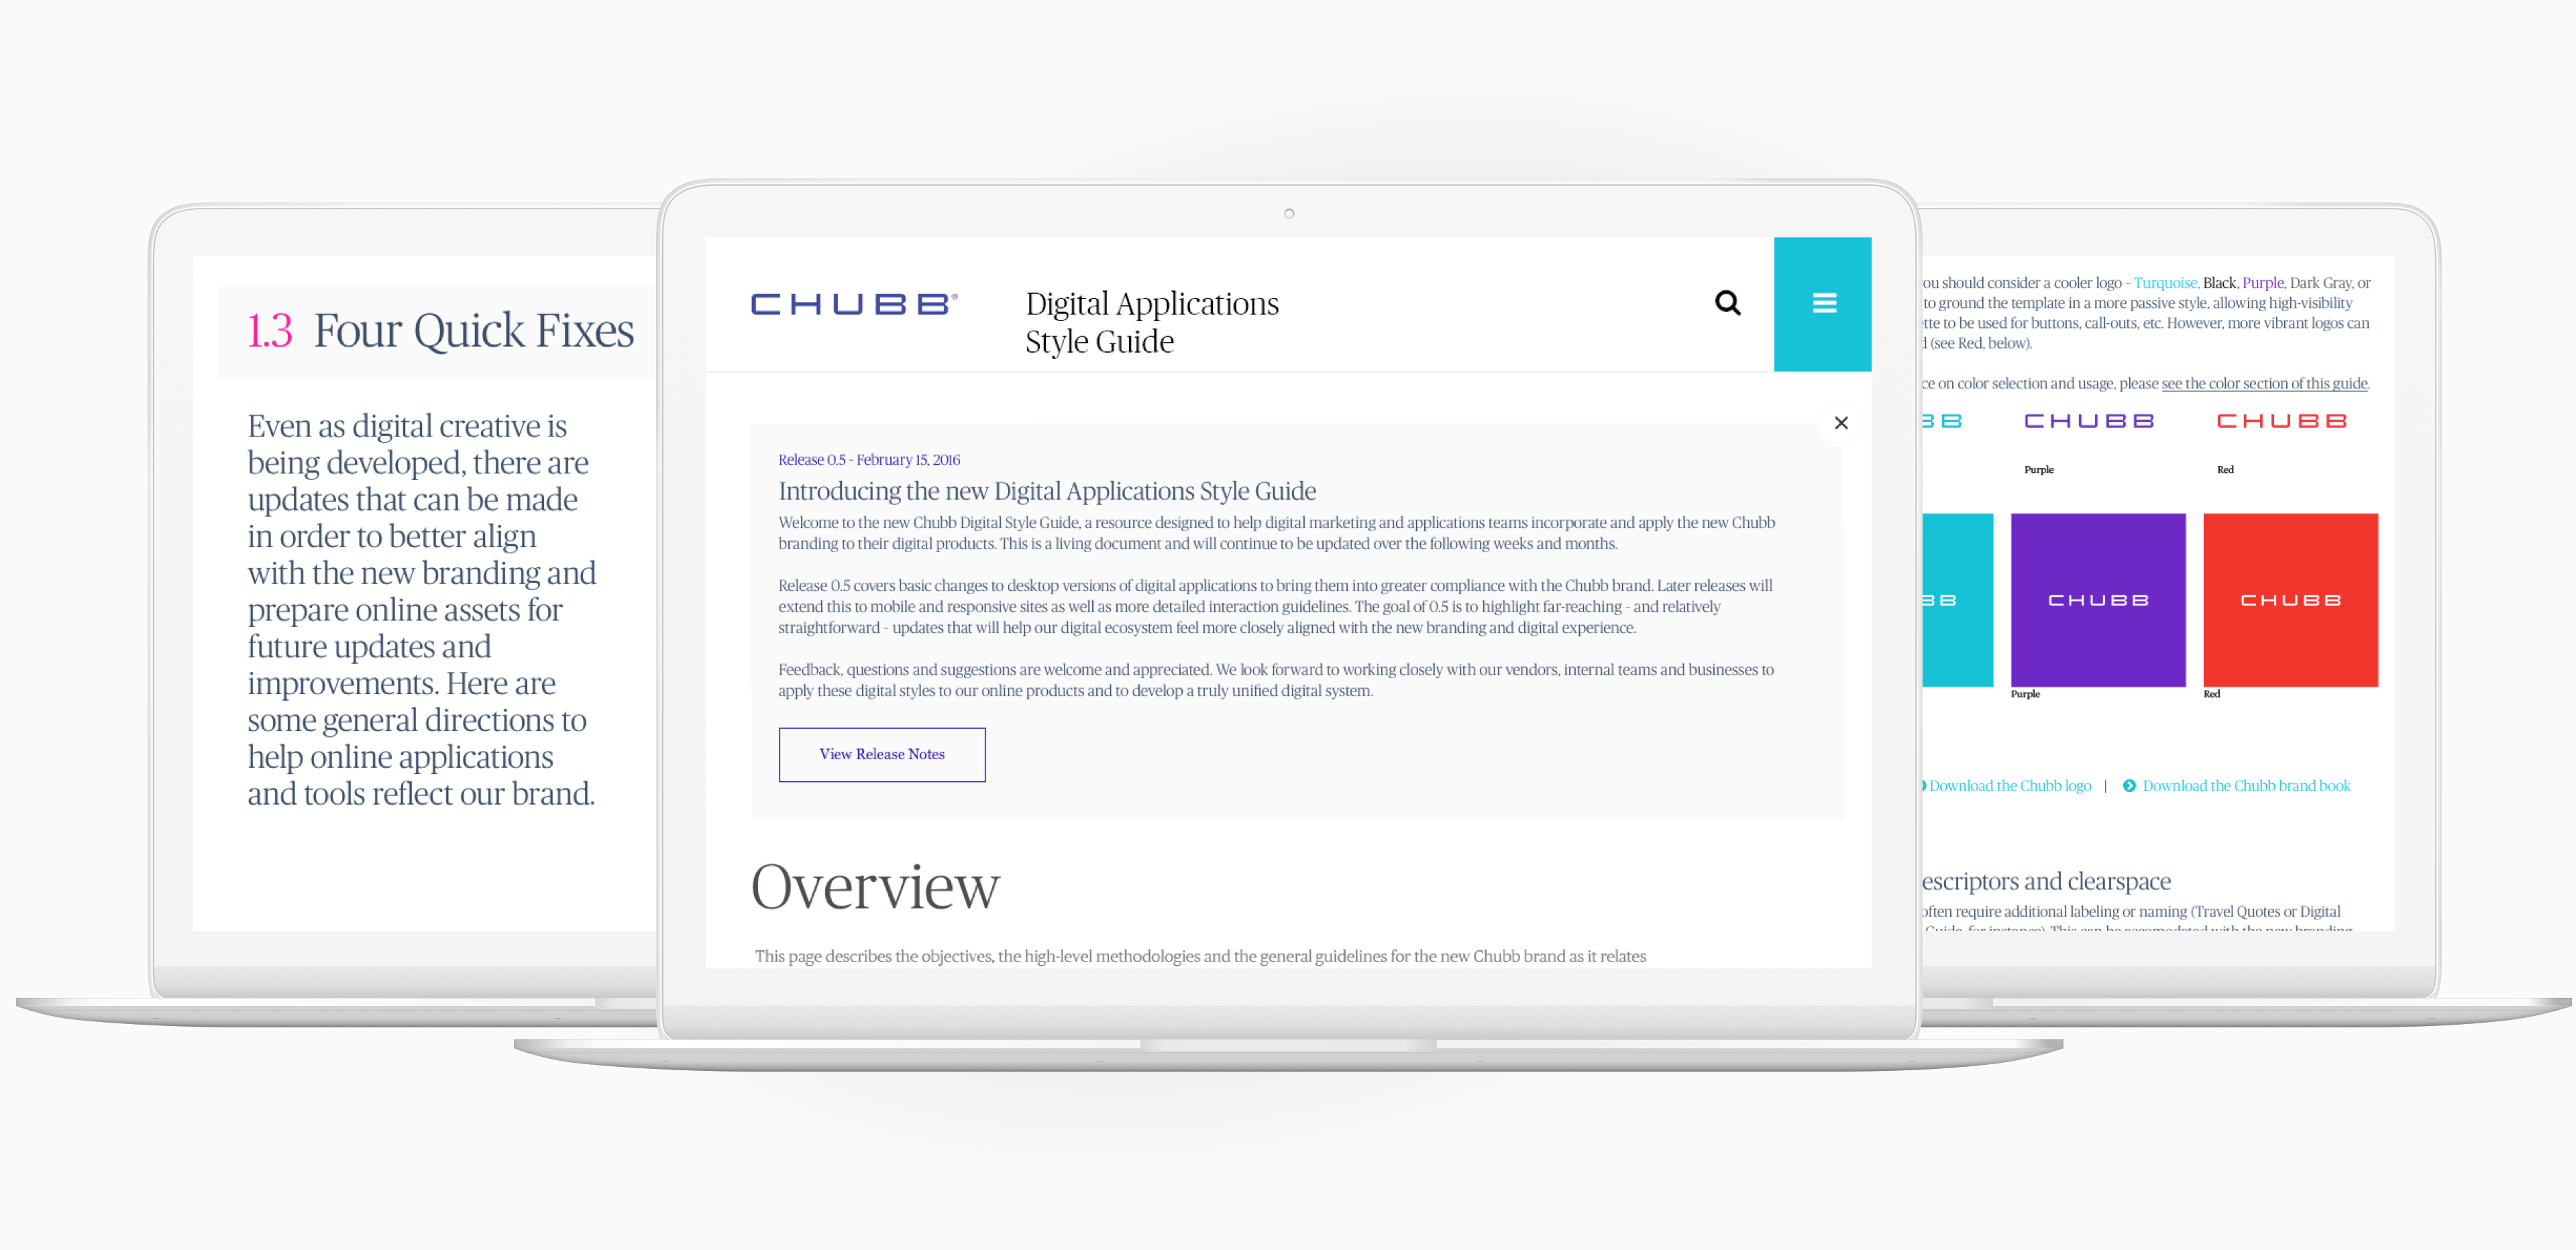 1.3 Four Quick Fixes
Even as digital creative is
being developed, there are
updates that can be made
in order to better align
with the new branding and
prepare online assets for
future updates and
improvements. Here are
some general directions to
help online applications
and tools reflect our brand.
CHUBB®
Digital Applications
Style Guide
Release 0.5 - February 15, 2016
Introducing the new Digital Applications Style Guide
Welcome to the new Chubb Digital Style Guide, a resource designed to help digital marketing and applications teams incorporate and apply the new Chubb
branding to their digital products. This is a living document and will continue to be updated over the following weeks and months.
Release 0.5 covers basic changes to desktop versions of digital applications to bring them into greater compliance with the Chubb brand. Later releases will
extend this to mobile and responsive sites as well as more detailed interaction guidelines. The goal of 0.5 is to highlight far-reaching - and relatively
straightforward - updates that will help our digital ecosystem feel more closely aligned with the new branding and digital experience.
Feedback, questions and suggestions are welcome and appreciated. We look forward to working closely with our vendors, internal teams and businesses to
apply these digital styles to our online products and to develop a truly unified digital system.
View Release Notes
Overview
This page describes the objectives, the high-level methodologies and the general guidelines for the new Chubb brand as it relates
ou should consider a cooler logo - Turquoise, Black, Purple, Dark Gray, or
to ground the template in a more passive style, allowing high-visibility
tte to be used for buttons, call-outs, etc. However, more vibrant logos can
(see Red, below).
ce on color selection and usage, please see the color section of this guide.
BB CHUBB CHUBB
Purple Red
BB CHUBB CHUBB
Purple Red
Download the Chubb logo | Download the Chubb brand book
escriptors and clearspace
often require additional labeling or naming (Travel Quotes or Digital
Guide, for instance). This can be accomodated with the new branding